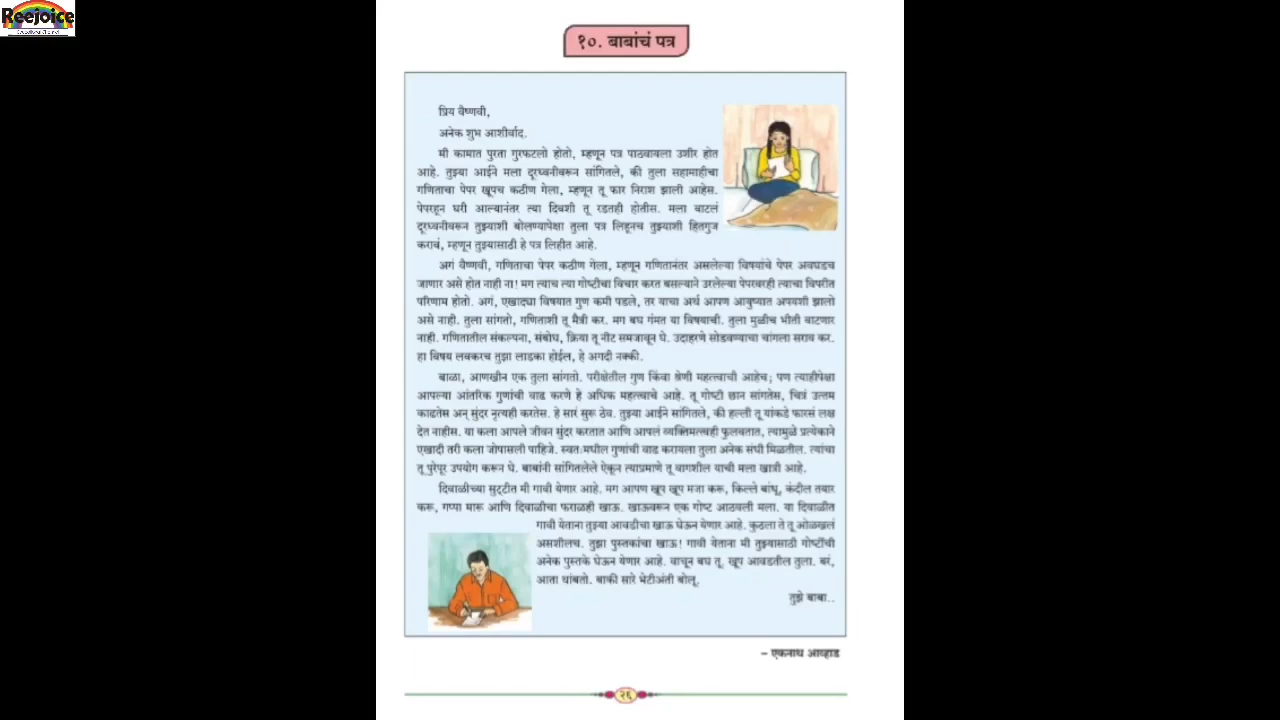 Reejoice
Educational Channel
१०. बाबांचं पत्र
प्रिय वैष्णवी,
अनेक शुभ आशीर्वाद.
मी कामात पुरता गुरफटलो होतो, म्हणून पत्र पाठवायला उशीर होत
आहे. तुझ्या आईने मला दूरध्वनीवरून सांगितले, की तुला सहामाहीचा
गणिताचा पेपर खूपच कठीण गेला, म्हणून तू फार निराश झाली आहेस.
पेपरहून घरी आल्यानंतर त्या दिवशी तू रडतही होतीस. मला वाटलं
दूरध्वनीवरून तुझ्याशी बोलण्यापेक्षा तुला पत्र लिहूनच तुझ्याशी हितगुज
करावं, म्हणून तुझ्यासाठी हे पत्र लिहीत आहे.
अगं वैष्णवी, गणिताचा पेपर कठीण गेला, म्हणून गणितानंतर असलेल्या विषयांचे पेपर अवघडच
जाणार असे होत नाही ना! मग त्याच त्या गोष्टीचा विचार करत बसल्याने उरलेल्या पेपरवरही त्याचा विपरीत
परिणाम होतो. अगं, एखाद्या विषयात गुण कमी पडले, तर याचा अर्थ आपण आयुष्यात अपयशी झालो
असे नाही. तुला सांगतो, गणिताशी तू मैत्री कर. मग बघ गंमत या विषयाची. तुला मुळीच भीती वाटणार
नाही. गणितातील संकल्पना, संबोध, क्रिया तू नीट समजावून घे. उदाहरणे सोडवण्याचा चांगला सराव कर.
हा विषय लवकरच तुझा लाडका होईल, हे अगदी नक्की.
बाळा, आणखीन एक तुला सांगतो. परीक्षेतील गुण किंवा श्रेणी महत्त्वाची आहेच; पण त्याहीपेक्षा
आपल्या आंतरिक गुणांची वाढ करणे हे अधिक महत्त्वाचे आहे. तू गोष्टी छान सांगतेस, चित्रं उत्तम
काढतेस अन् सुंदर नृत्यही करतेस. हे सारं सुरू ठेव. तुझ्या आईने सांगितले, की हल्ली तू यांकडे फारसं लक्ष
देत नाहीस. या कला आपले जीवन सुंदर करतात आणि आपलं व्यक्तिमत्त्वही फुलवतात, त्यामुळे प्रत्येकाने
एखादी तरी कला जोपासली पाहिजे. स्वतःमधील गुणांची वाढ करायला तुला अनेक संधी मिळतील. त्यांचा
तू पुरेपूर उपयोग करून घे. बाबांनी सांगितलेले ऐकून त्याप्रमाणे तू वागशील याची मला खात्री आहे.
दिवाळीच्या सुट्टीत मी गावी येणार आहे. मग आपण खूप खूप मजा करू, किल्ले बांधू, कंदील तयार
करू, गप्पा मारू आणि दिवाळीचा फराळही खाऊ. खाऊवरून एक गोष्ट आठवली मला. या दिवाळीत
गावी येताना तुझ्या आवडीचा खाऊ घेऊन येणार आहे. कुठला ते तू ओळखलं
असशीलच. तुझा पुस्तकांचा खाऊ! गावी येताना मी तुझ्यासाठी गोष्टींची
अनेक पुस्तके घेऊन येणार आहे. वाचून बघ तू. खूप आवडतील तुला. बरं,
आता थांबतो. बाकी सारे भेटीअंती बोलू.
तुझे बाबा..
– एकनाथ आव्हाड
२६